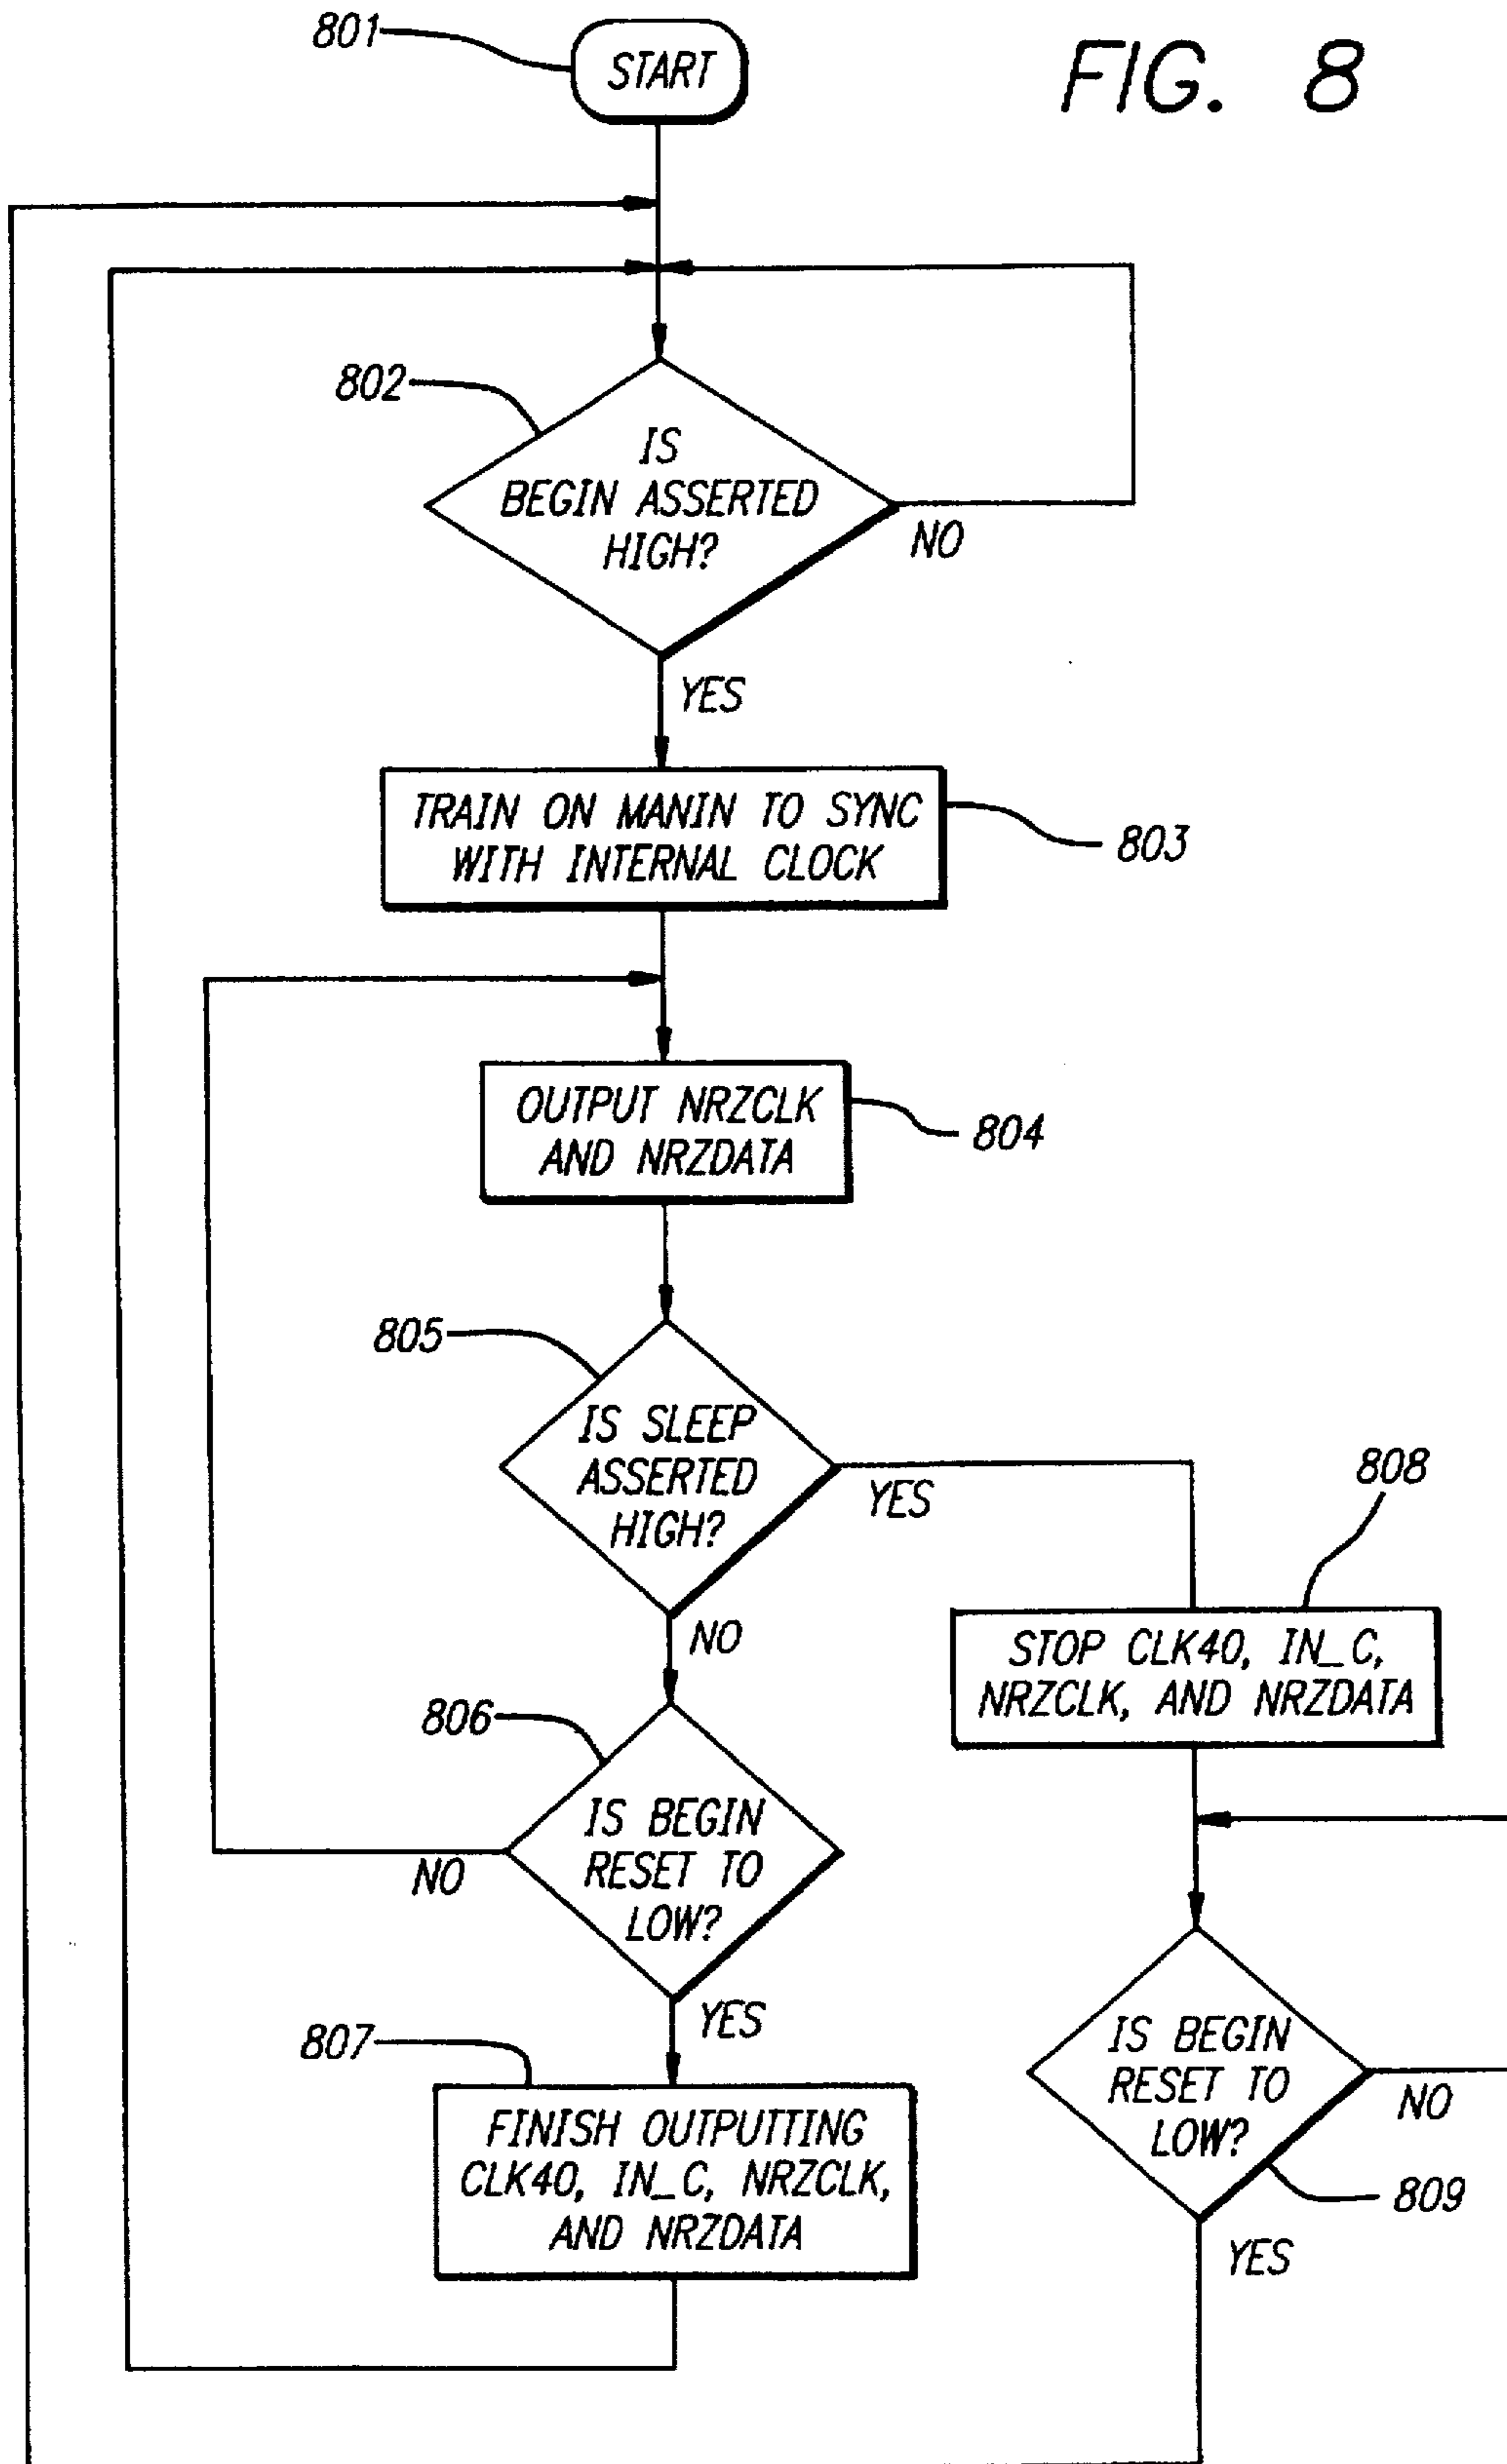 FIG. 8
801
START
802
IS
BEGIN ASSERTED
HIGH?
NO
YES
TRAIN ON MANIN TO SYNC
WITH INTERNAL CLOCK
803
OUTPUT NRZCLK
AND NRZDATA
804
805
IS SLEEP
ASSERTED
HIGH?
YES
NO
808
STOP CLK40, IN_C,
NRZCLK, AND NRZDATA
806
IS BEGIN
RESET TO
LOW?
NO
YES
807
FINISH OUTPUTTING
CLK40, IN_C, NRZCLK,
AND NRZDATA
IS BEGIN
RESET TO
LOW?
NO
809
YES